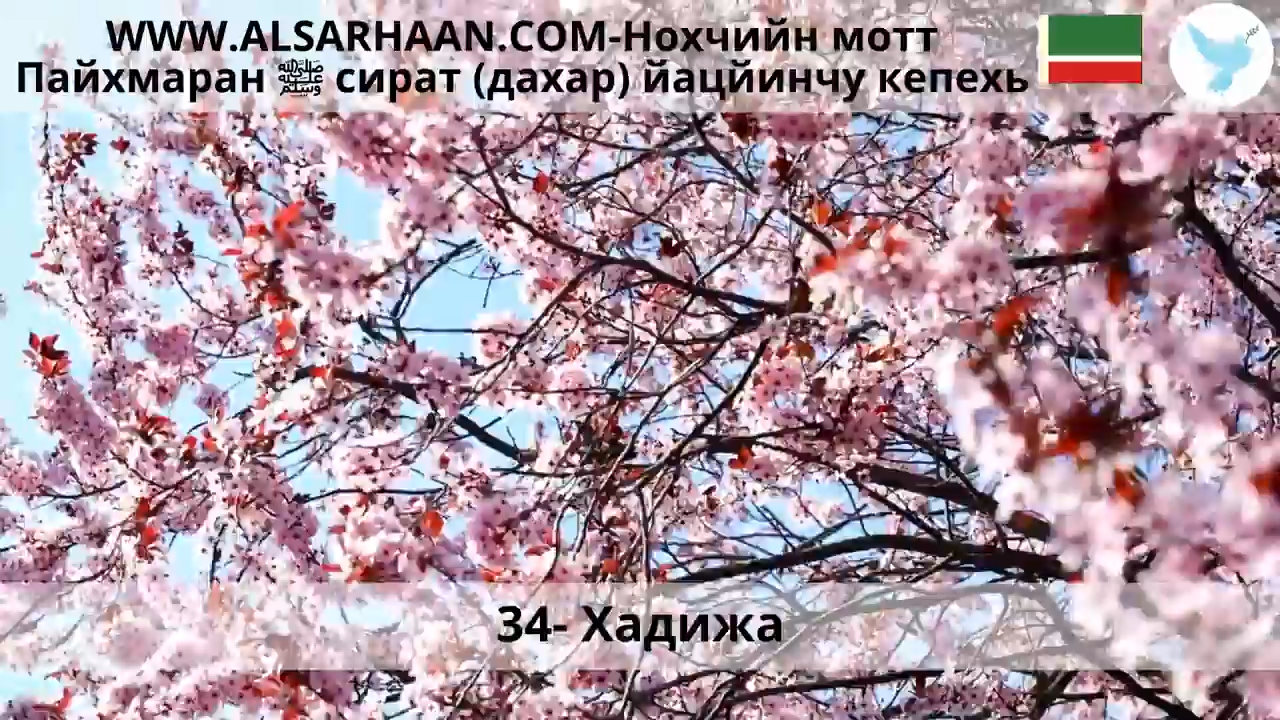 WWW.ALSARHAAN.COM-Нохчийн мотт
Пайхмаран ﷺ сират (дахар) йацйинчу кепехь
34- Хадижа